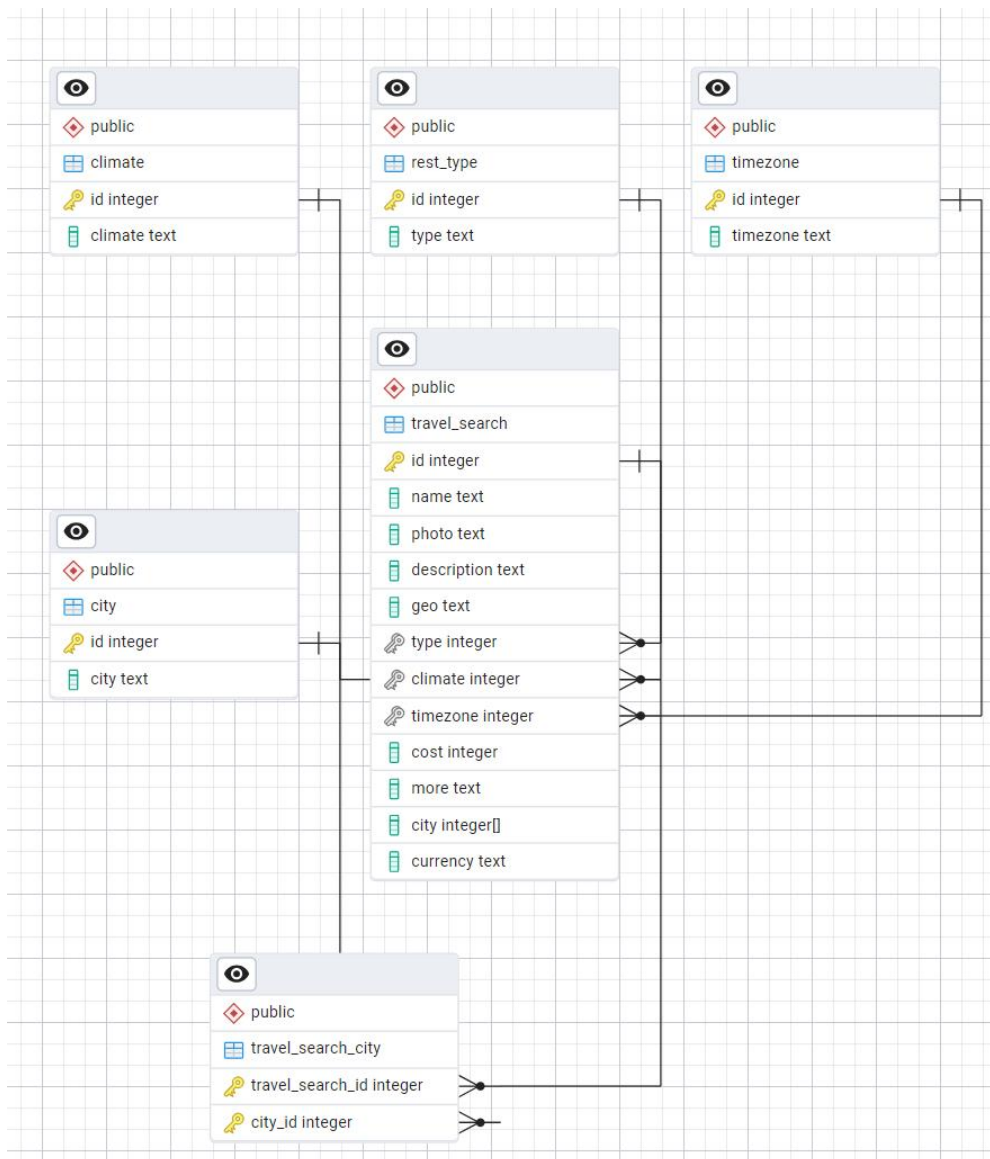 public
climate
id integer
climate text
public
rest_type
id integer
type text
public
timezone
id integer
timezone text
public
travel_search
id integer
name text
photo text
description text
geo text
type integer
climate integer
timezone integer
cost integer
more text
city integer[]
currency text
public
city
id integer
city text
public
travel_search_city
travel_search_id integer
city_id integer